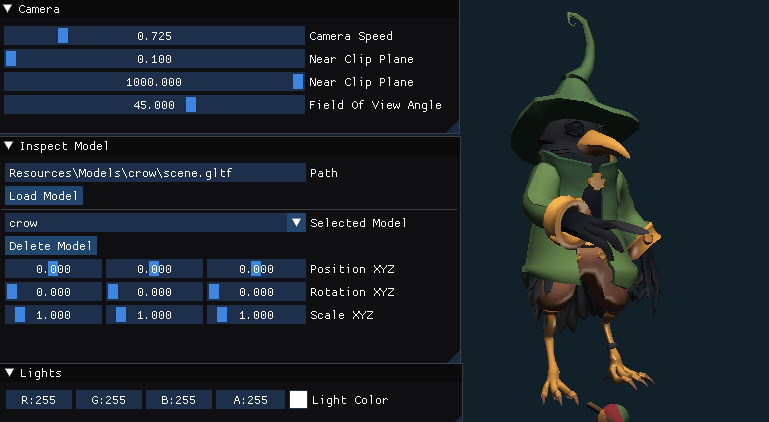 Camera
0.725 Camera Speed
0.100 Near Clip Plane
1000.000 Near Clip Plane
45.000 Field Of View Angle
Inspect Model
Resources\Models\crow\scene.gltf Path
Load Model
crow Selected Model
Delete Model
0.000 0.000 0.000 Position XYZ
0.000 0.000 0.000 Rotation XYZ
1.000 1.000 1.000 Scale XYZ
Lights
R:255 G:255 B:255 A:255 Light Color